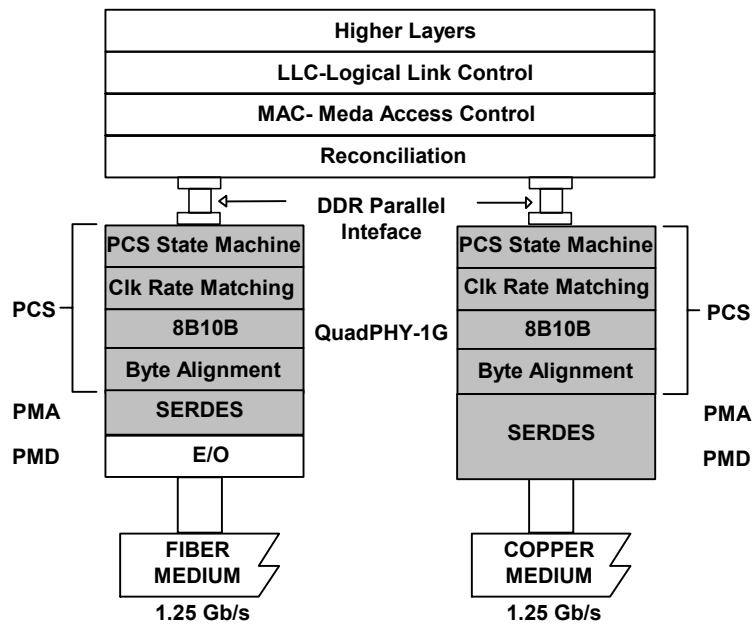 Higher Layers
LLC-Logical Link Control
MAC- Meda Access Control
Reconciliation
DDR Parallel
Inteface
PCS State Machine
Clk Rate Matching
8B10B
Byte Alignment
SERDES
E/O
PCS
PMA
PMD
QuadPHY-1G
PCS State Machine
Clk Rate Matching
8B10B
Byte Alignment
SERDES
PCS
PMA
PMD
FIBER
MEDIUM
1.25 Gb/s
COPPER
MEDIUM
1.25 Gb/s